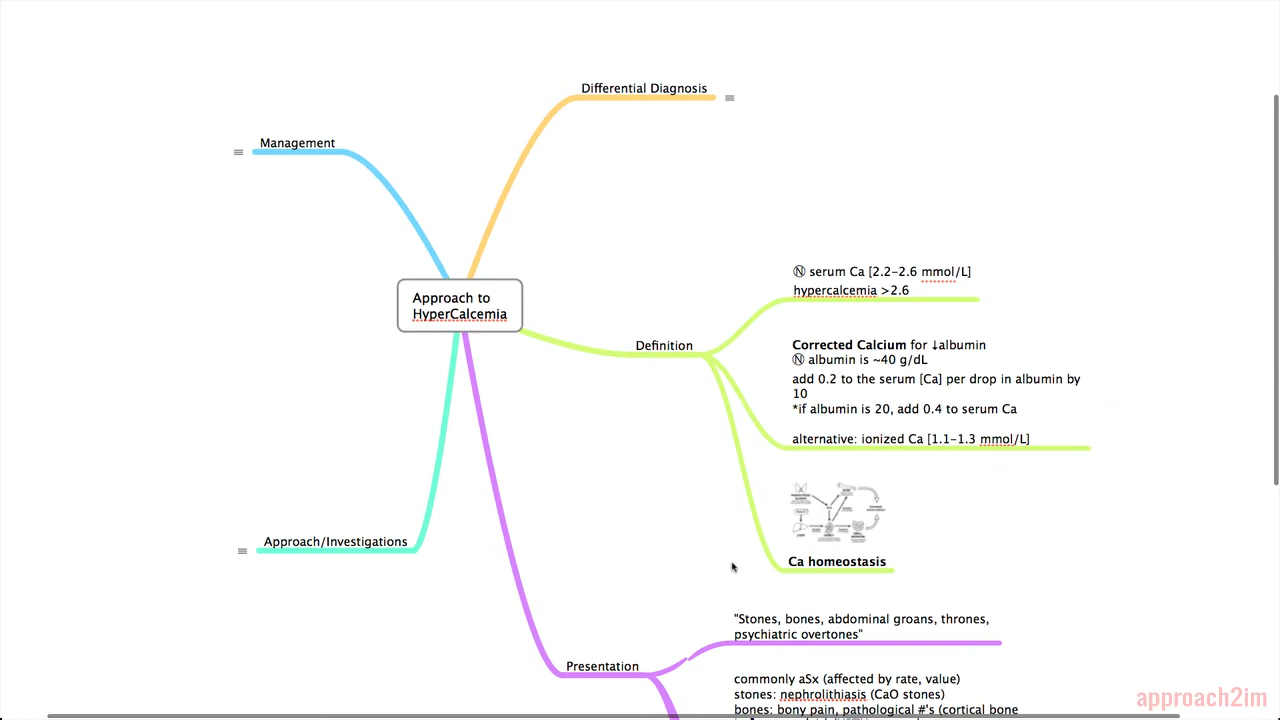 Differential Diagnosis
Management
Approach to
HyperCalcemia
Ⓝ serum Ca [2.2-2.6 mmol/L]
hypercalcemia >2.6
Definition
Corrected Calcium for ↓albumin
Ⓝ albumin is ~40 g/dL
add 0.2 to the serum [Ca] per drop in albumin by
10
*if albumin is 20, add 0.4 to serum Ca
alternative: ionized Ca [1.1-1.3 mmol/L]
Ca homeostasis
Approach/Investigations
Presentation
"Stones, bones, abdominal groans, thrones,
psychiatric overtones"
commonly aSx (affected by rate, value)
stones: nephrolithiasis (CaO stones)
bones: bony pain, pathological #'s (cortical bone
approach2im